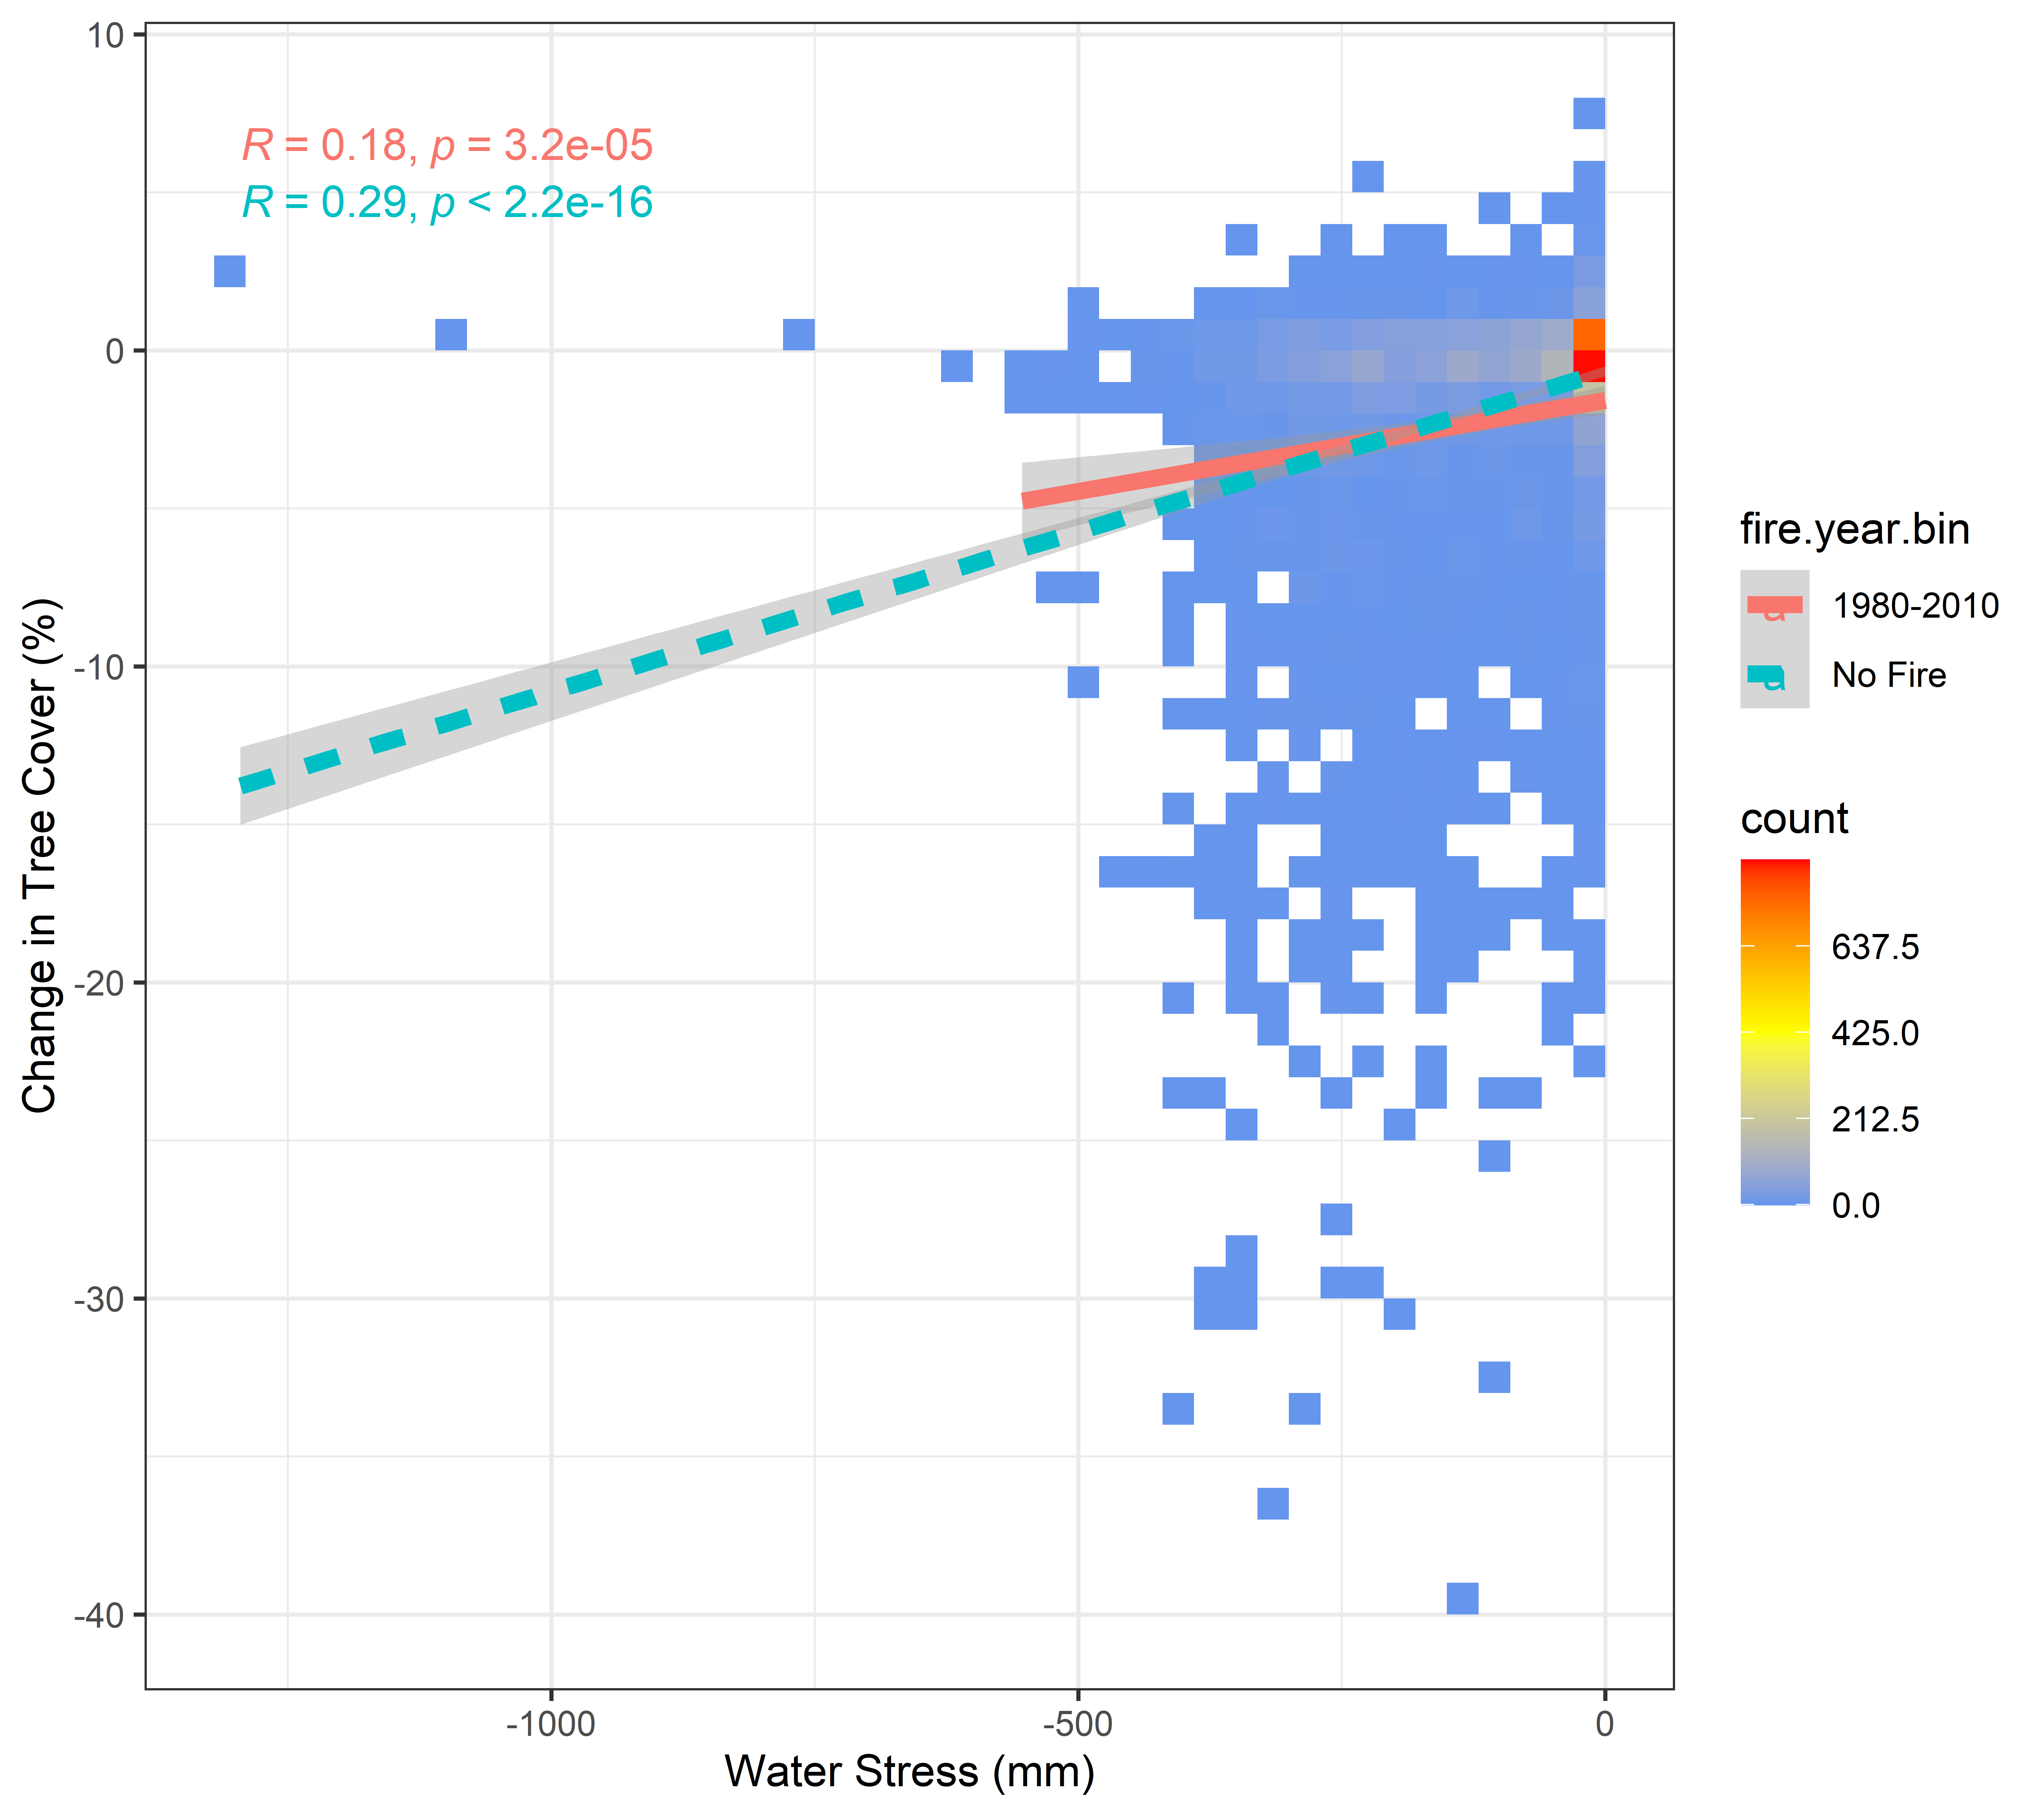 R = 0.18, p = 3.2e-05
R = 0.29, p < 2.2e-16
10
0
-10
-20
-30
-40
Change in Tree Cover (%)
-1000
-500
0
Water Stress (mm)
fire.year.bin
a 1980-2010
a No Fire
count
637.5
425.0
212.5
0.0